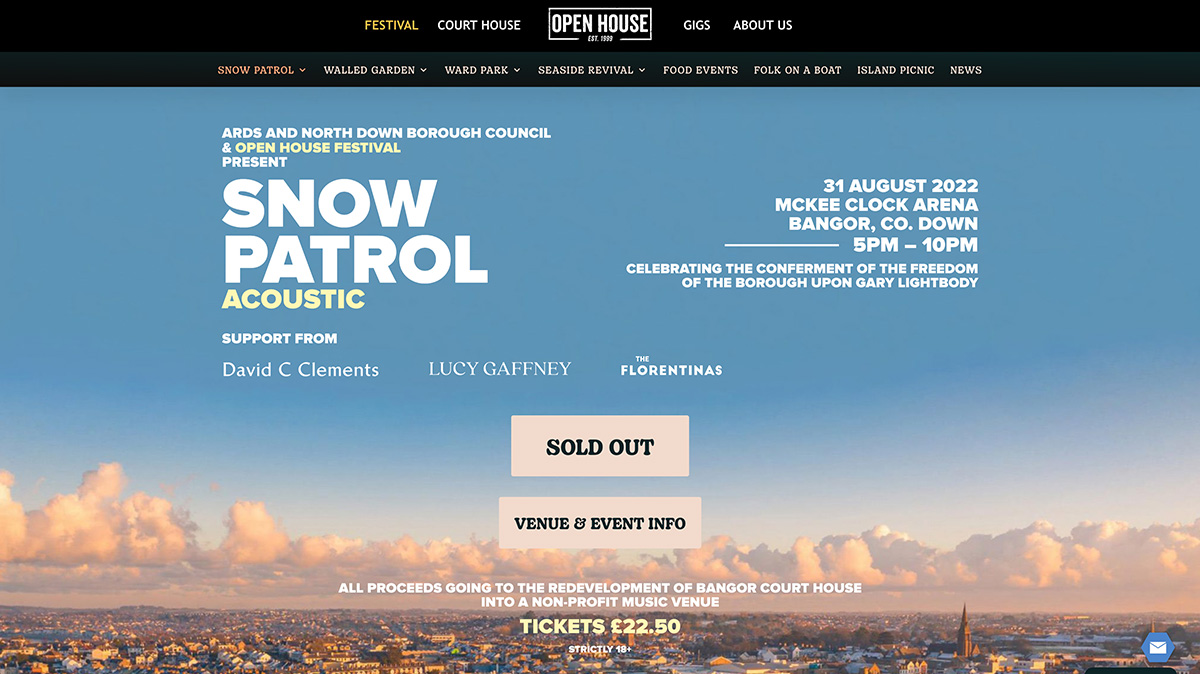 FESTIVAL
COURT HOUSE
OPEN HOUSE
EST. 1999
GIGS
ABOUT US
SNOW PATROL
WALLED GARDEN
WARD PARK
SEASIDE REVIVAL
FOOD EVENTS
FOLK ON A BOAT
ISLAND PICNIC
NEWS
ARDS AND NORTH DOWN BOROUGH COUNCIL
& OPEN HOUSE FESTIVAL
PRESENT
SNOW
PATROL
ACOUSTIC
31 AUGUST 2022
MCKEE CLOCK ARENA
BANGOR, CO. DOWN
5PM – 10PM
CELEBRATING THE CONFERMENT OF THE FREEDOM
OF THE BOROUGH UPON GARY LIGHTBODY
SUPPORT FROM
David C Clements
LUCY GAFFNEY
THE
FLORENTINAS
SOLD OUT
VENUE & EVENT INFO
ALL PROCEEDS GOING TO THE REDEVELOPMENT OF BANGOR COURT HOUSE
INTO A NON-PROFIT MUSIC VENUE
TICKETS £22.50
STRICTLY 18+